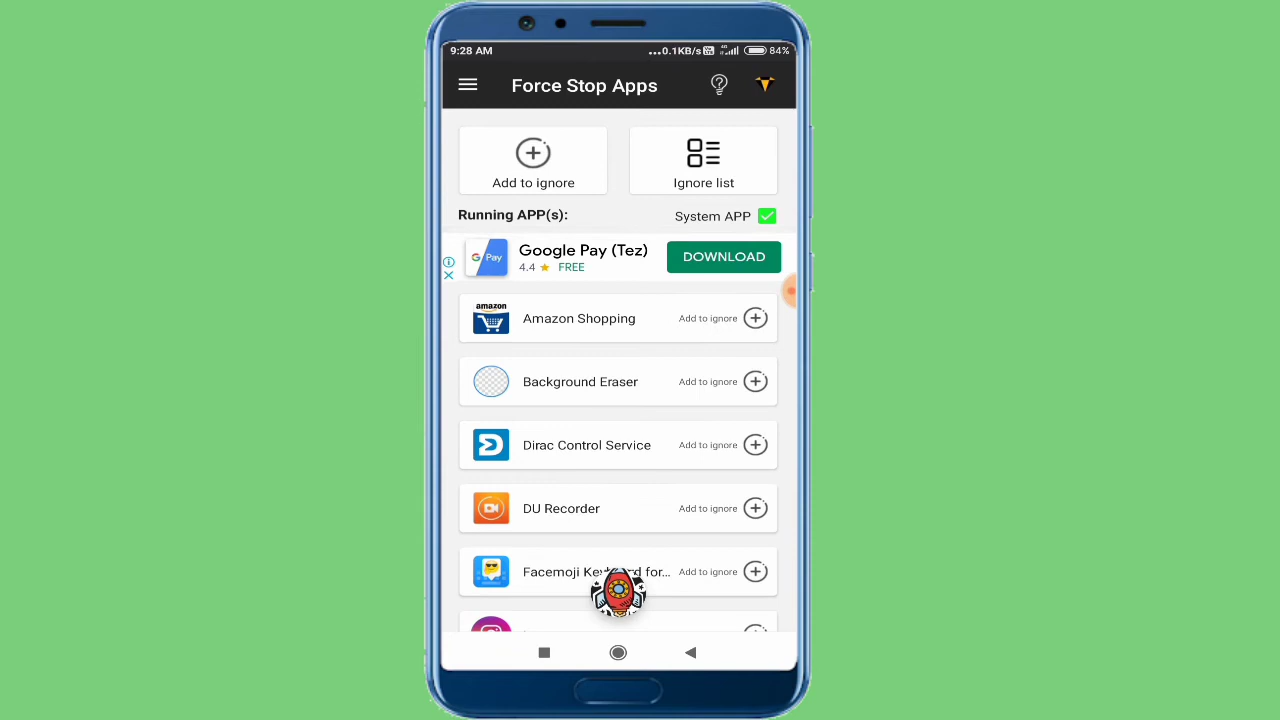 9:28 AM
...0.1KB/s 84%
Force Stop Apps
Add to ignore
Ignore list
Running APP(s):
System APP
G Pay
Google Pay (Tez)
4.4 ★ FREE
DOWNLOAD
amazon
Amazon Shopping
Add to ignore
Background Eraser
Add to ignore
Dirac Control Service
Add to ignore
DU Recorder
Add to ignore
Facemoji Keyboard for...
Add to ignore